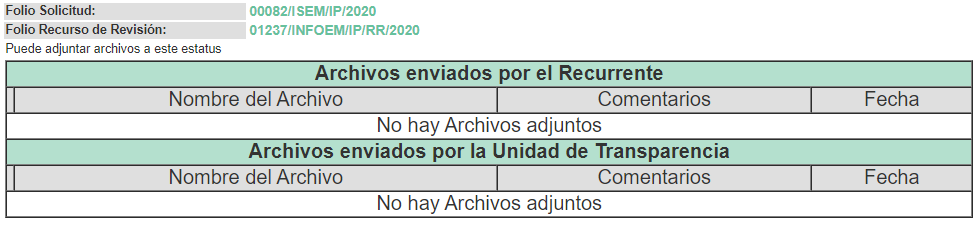 Folio Solicitud: 00082/ISEM/IP/2020
Folio Recurso de Revisión: 01237/INFOEM/IP/RR/2020
Puede adjuntar archivos a este estatus
Archivos enviados por el Recurrente
Nombre del Archivo Comentarios Fecha
No hay Archivos adjuntos
Archivos enviados por la Unidad de Transparencia
Nombre del Archivo Comentarios Fecha
No hay Archivos adjuntos